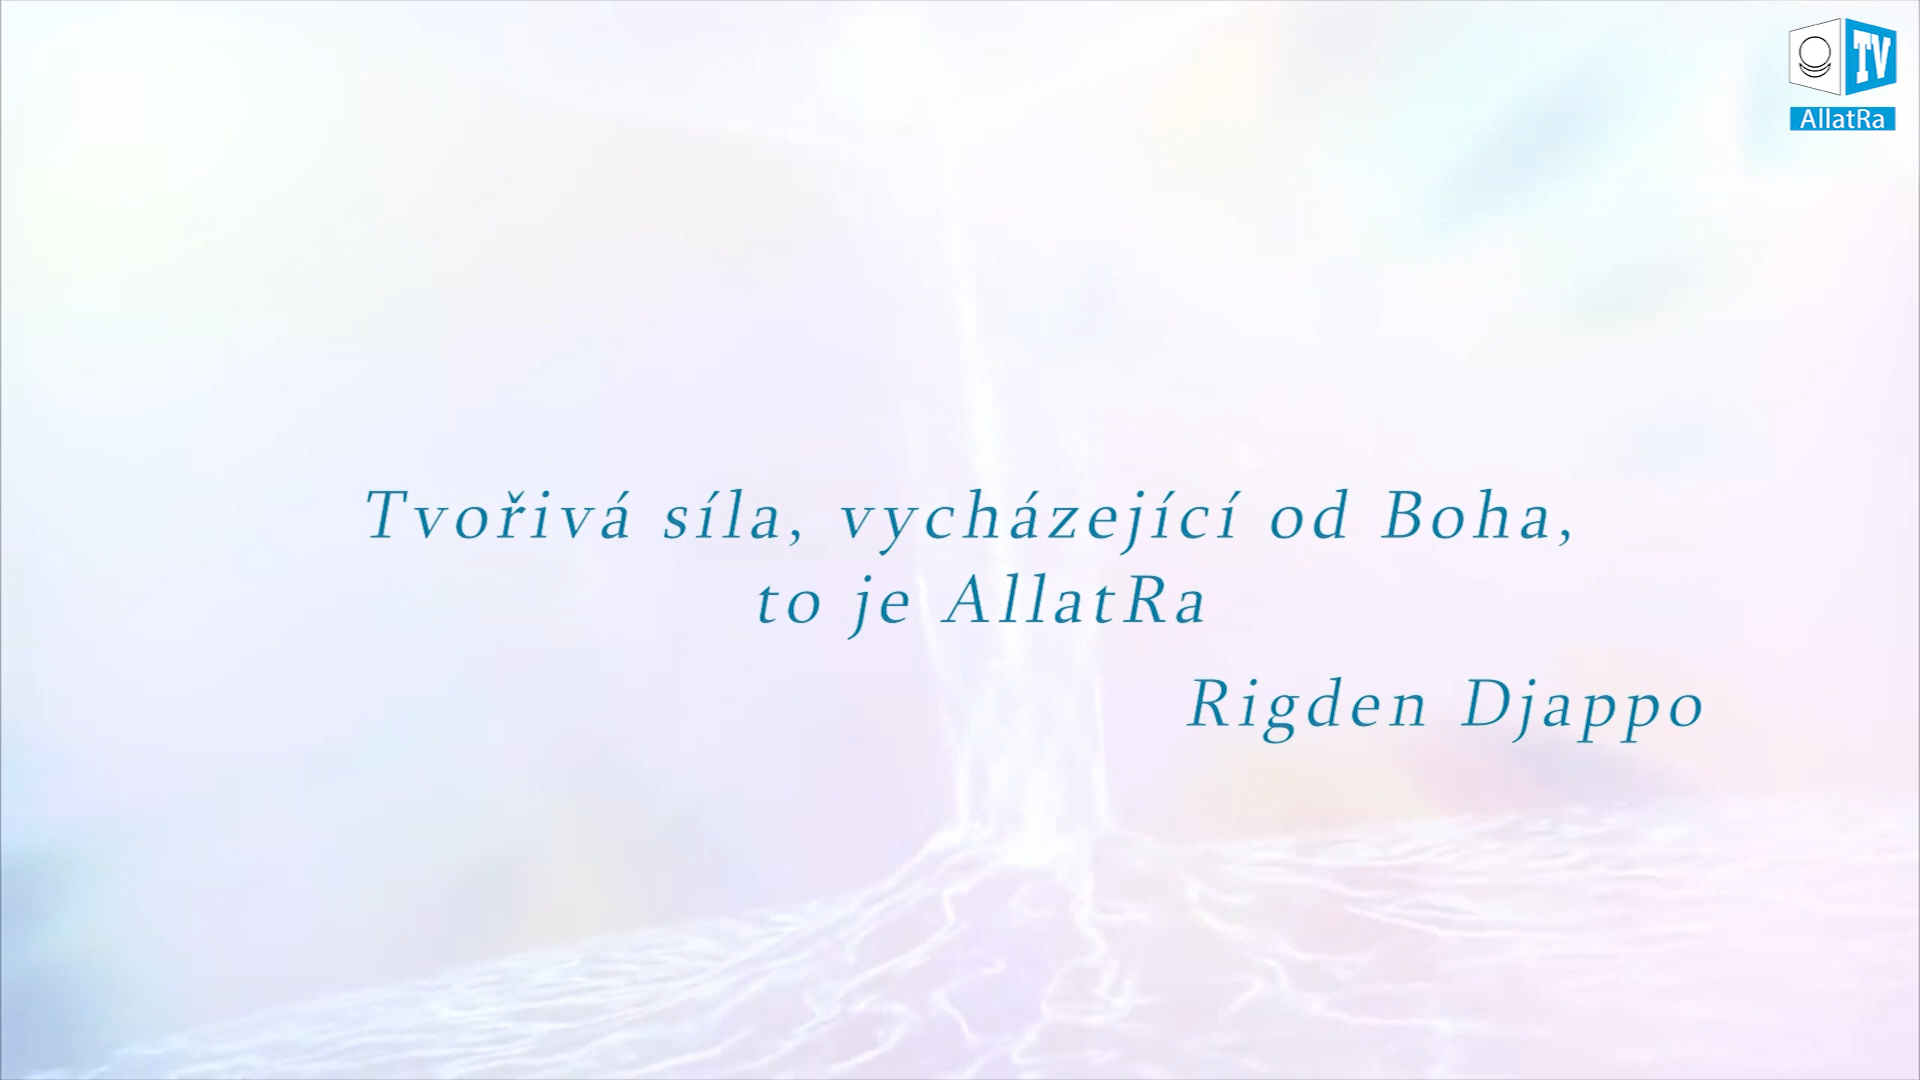 TV
AllatRa
Tvořivá síla, vycházející od Boha,
to je AllatRa
Rigden Djappo